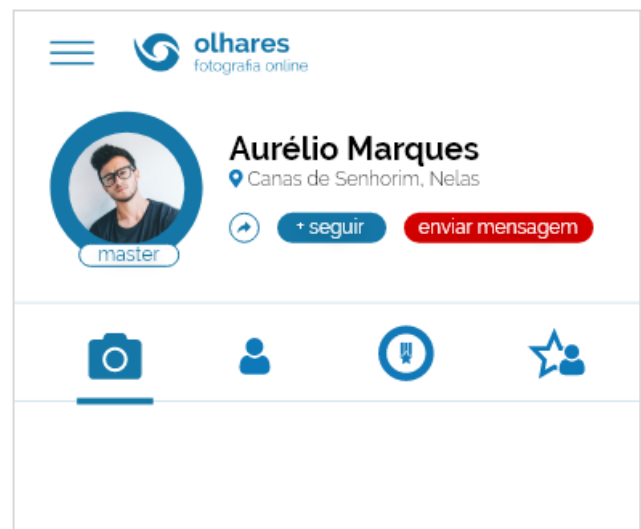 olhares
fotografia online
Aurélio Marques
Canas de Senhorim, Nelas
+ seguir
enviar mensagem
master